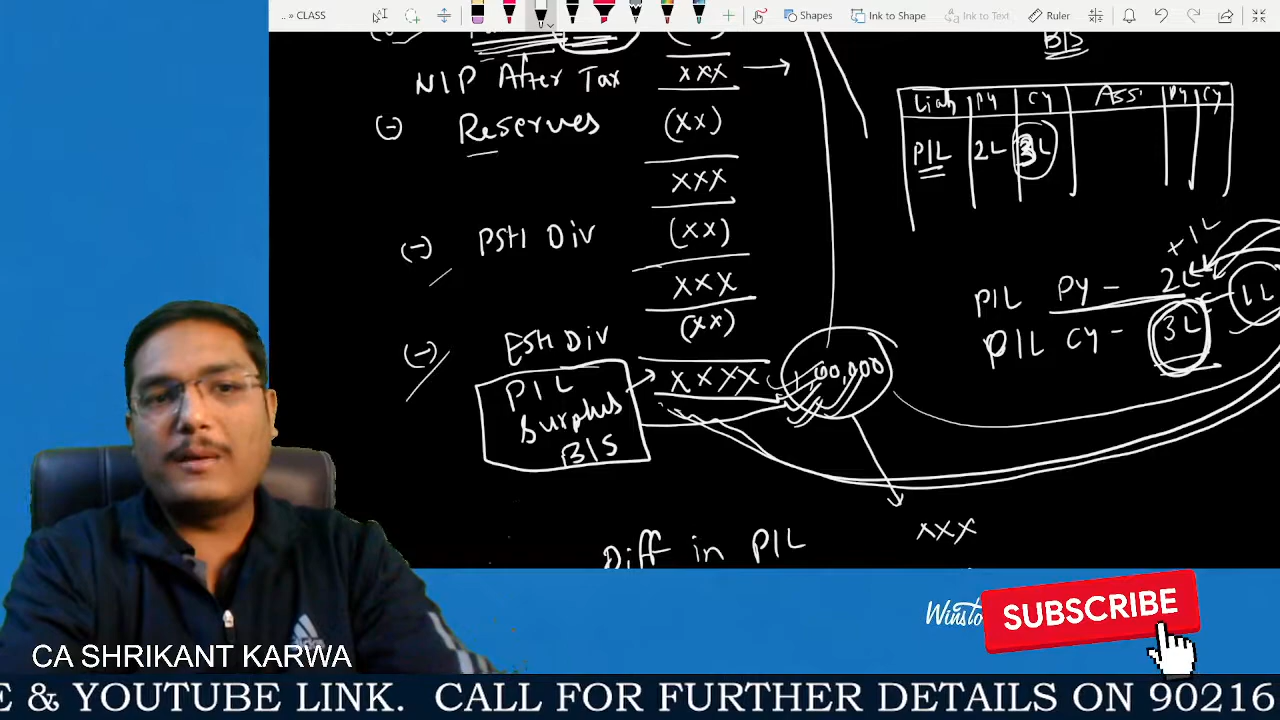 .. » CLASS
Shapes
Ink to Shape
Ink to Text
Ruler
B/S
N/P After Tax xxx
(-) Reserves (xx)
xxx
(-) PSH Div (xx)
xxx
(-) ESH Div (xx)
P/L Surplus B/S xxxx 1,00,000
xxx
Diff in P/L
Liab Py Cy Ass. Py Cy
P/L 2L 3L
+1L
P/L Py - 2L
1L
P/L Cy - 3L
SUBSCRIBE
CA SHRIKANT KARWA
E & YOUTUBE LINK. CALL FOR FURTHER DETAILS ON 90216